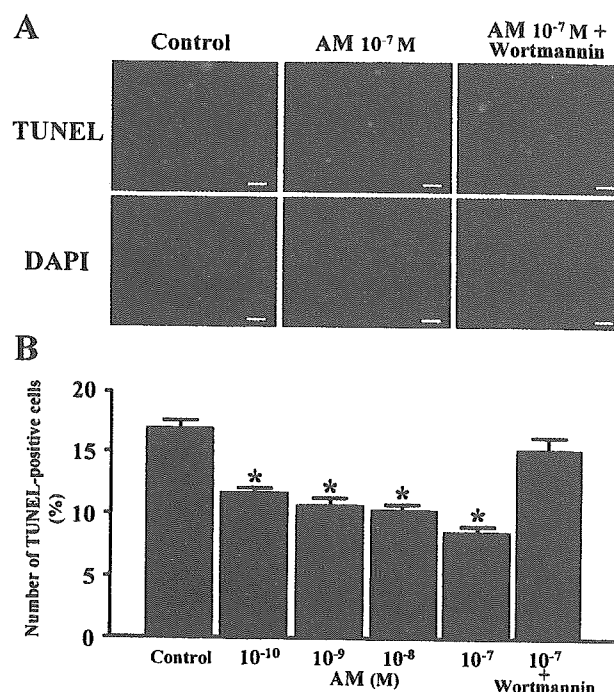 A
Control
AM 10⁻⁷ M
AM 10⁻⁷ M +
Wortmannin
TUNEL
DAPI
B
Number of TUNEL-positive cells
(%)
20
15
10
5
0
*
*
*
*
Control
10⁻¹⁰
10⁻⁹
10⁻⁸
10⁻⁷
10⁻⁷
+
Wortmannin
AM (M)